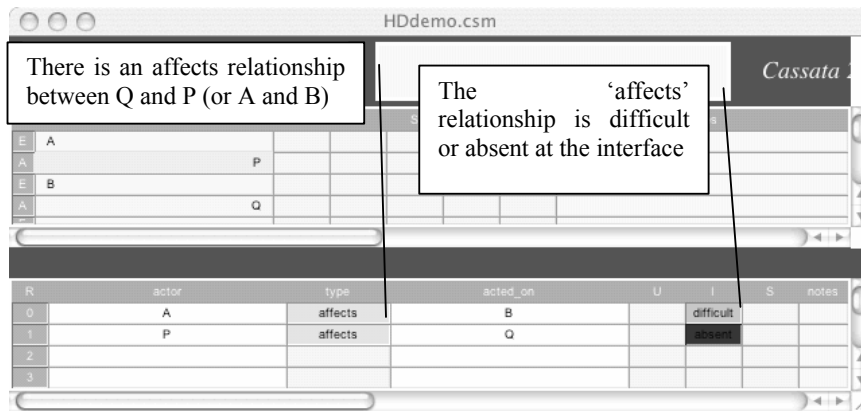 HDdemo.csm
There is an affects relationship
between Q and P (or A and B)
Cassata
The 'affects'
relationship is difficult
or absent at the interface
E A
A P
E B
A Q
R actor type acted_on U I S notes
0 A affects B difficult
1 P affects Q absent
2
3